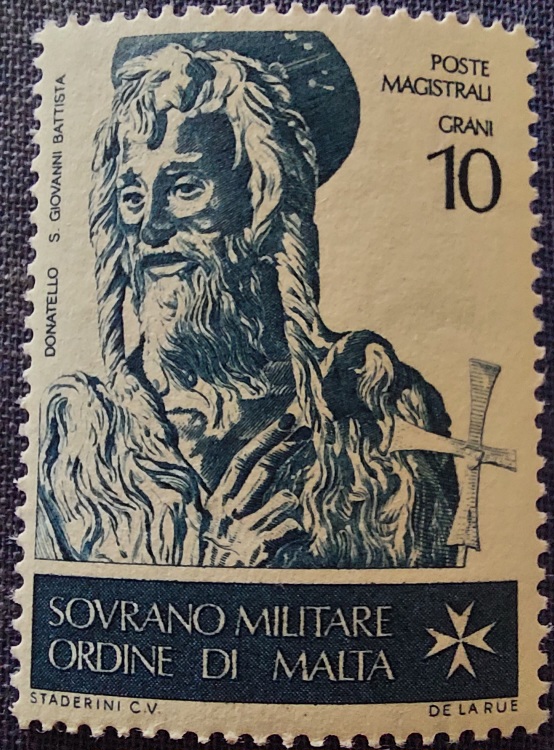 POSTE
MAGISTRALI
GRANI
10
DONATELLO S. GIOVANNI BATTISTA
SOVRANO MILITARE
ORDINE DI MALTA
STADERINI C.V.
DE LA RUE